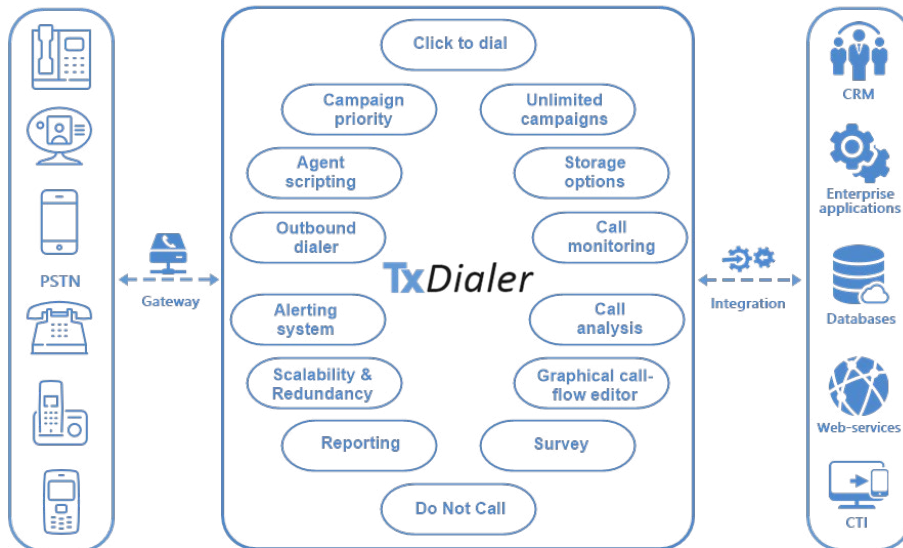 PSTN
Gateway
Click to dial
Campaign
priority
Unlimited
campaigns
Agent
scripting
Storage
options
Outbound
dialer
Call
monitoring
TxDialer
Alerting
system
Call
analysis
Scalability &
Redundancy
Graphical call-
flow editor
Reporting
Survey
Do Not Call
Integration
CRM
Enterprise
applications
Databases
Web-services
CTI